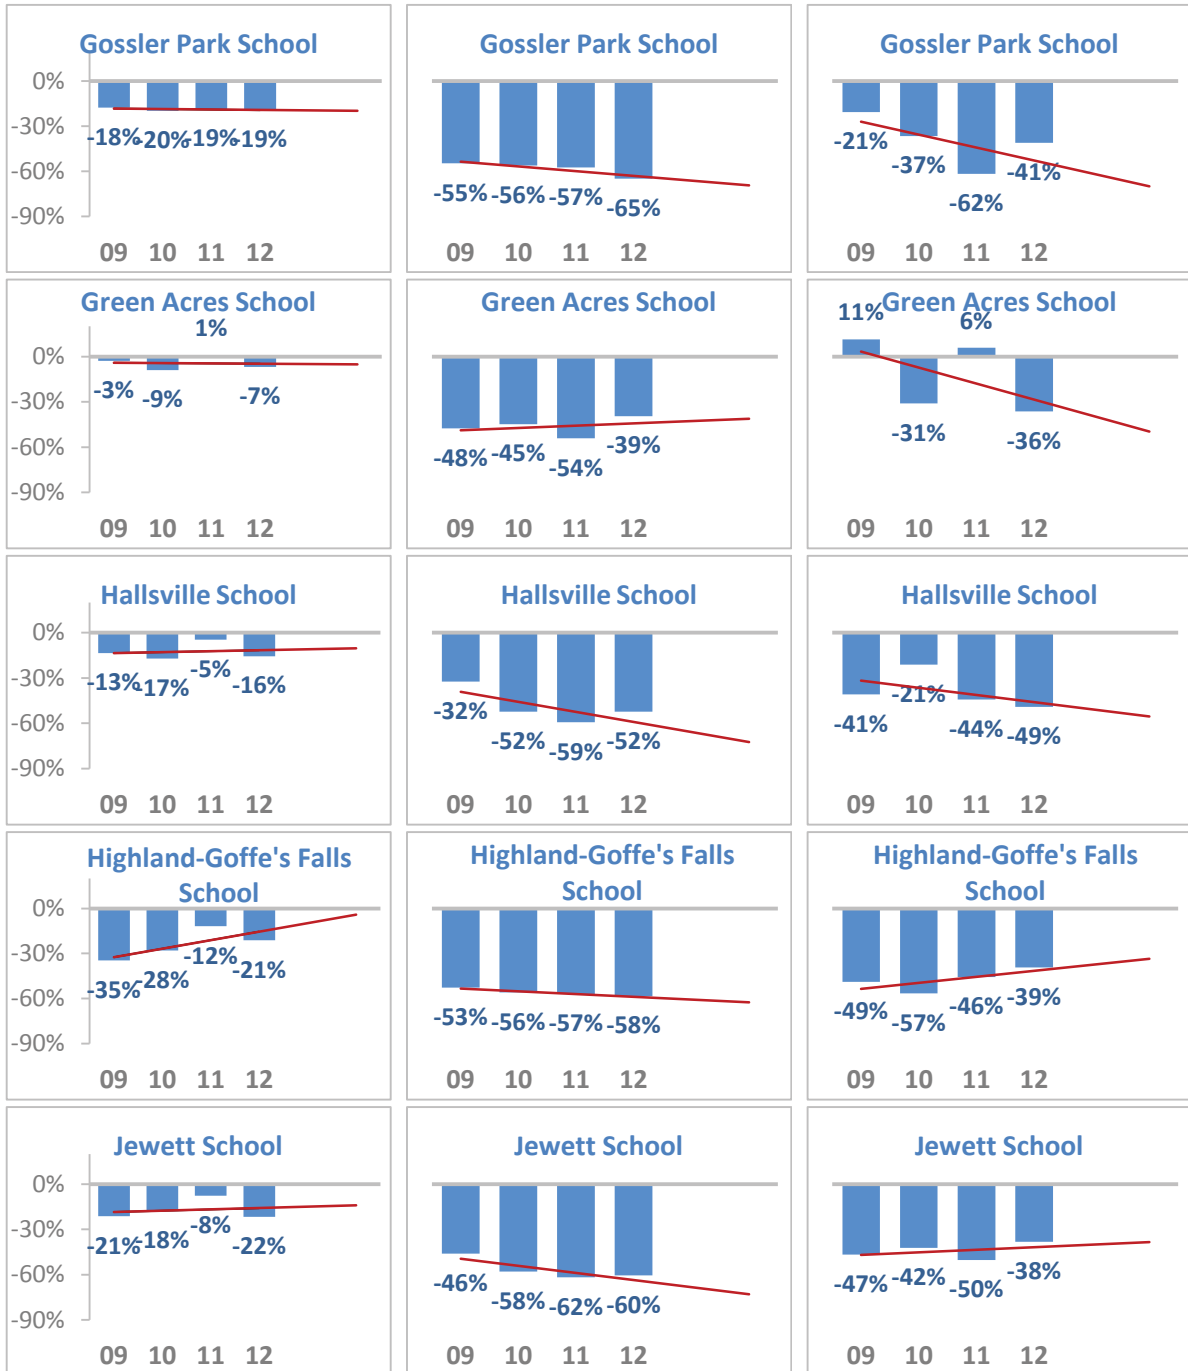 Gossler Park School
0%
-30%
-60%
-90%
-18%
-20%
-19%
-19%
09 10 11 12
Gossler Park School
-55% -56% -57% -65%
09 10 11 12
Gossler Park School
-21%
-37%
-62%
-41%
09 10 11 12
Green Acres School
1%
0%
-30%
-60%
-90%
-3%
-9%
-7%
09 10 11 12
Green Acres School
-48%
-45%
-54%
-39%
09 10 11 12
Green Acres School
11%
6%
-31%
-36%
09 10 11 12
Hallsville School
0%
-30%
-60%
-90%
-13%
-17%
-5%
-16%
09 10 11 12
Hallsville School
-32%
-52%
-59%
-52%
09 10 11 12
Hallsville School
-41%
-21%
-44%
-49%
09 10 11 12
Highland-Goffe's Falls
School
0%
-30%
-60%
-90%
-35%
-28%
-12%
-21%
09 10 11 12
Highland-Goffe's Falls
School
-53% -56% -57% -58%
09 10 11 12
Highland-Goffe's Falls
School
-49%
-57%
-46%
-39%
09 10 11 12
Jewett School
0%
-30%
-60%
-90%
-21%
-18%
-8%
-22%
09 10 11 12
Jewett School
-46%
-58%
-62%
-60%
09 10 11 12
Jewett School
-47%
-42%
-50%
-38%
09 10 11 12